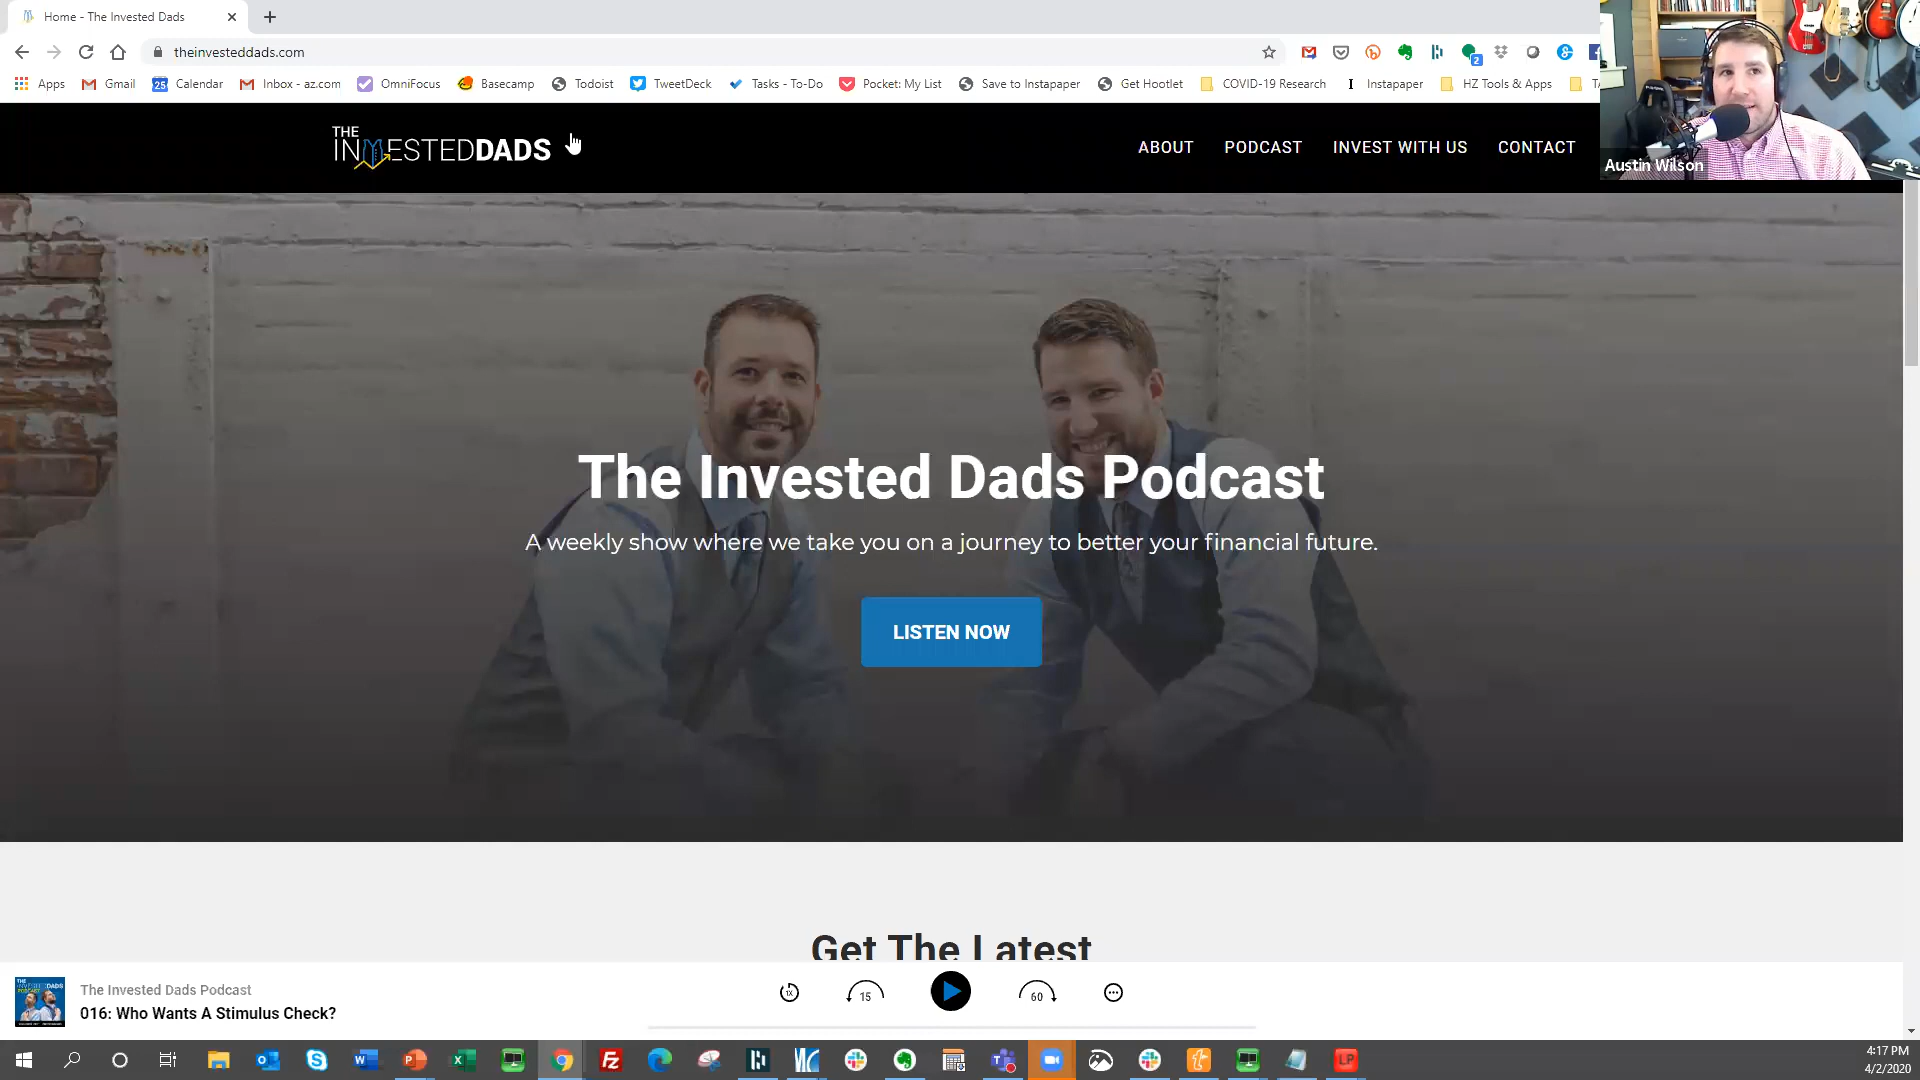 Home - The Invested Dads
theinvesteddads.com
2
Apps
Gmail
25
Calendar
Inbox - az.com
OmniFocus
Basecamp
Todoist
TweetDeck
Tasks - To-Do
Pocket: My List
Save to Instapaper
Get Hootlet
COVID-19 Research
I
Instapaper
HZ Tools & Apps
Austin Wilson
THE
INVESTEDDADS
ABOUT
PODCAST
INVEST WITH US
CONTACT
The Invested Dads Podcast
A weekly show where we take you on a journey to better your financial future.
LISTEN NOW
Get The Latest
The Invested Dads Podcast
016: Who Wants A Stimulus Check?
1X
15
60
4:17 PM
4/2/2020